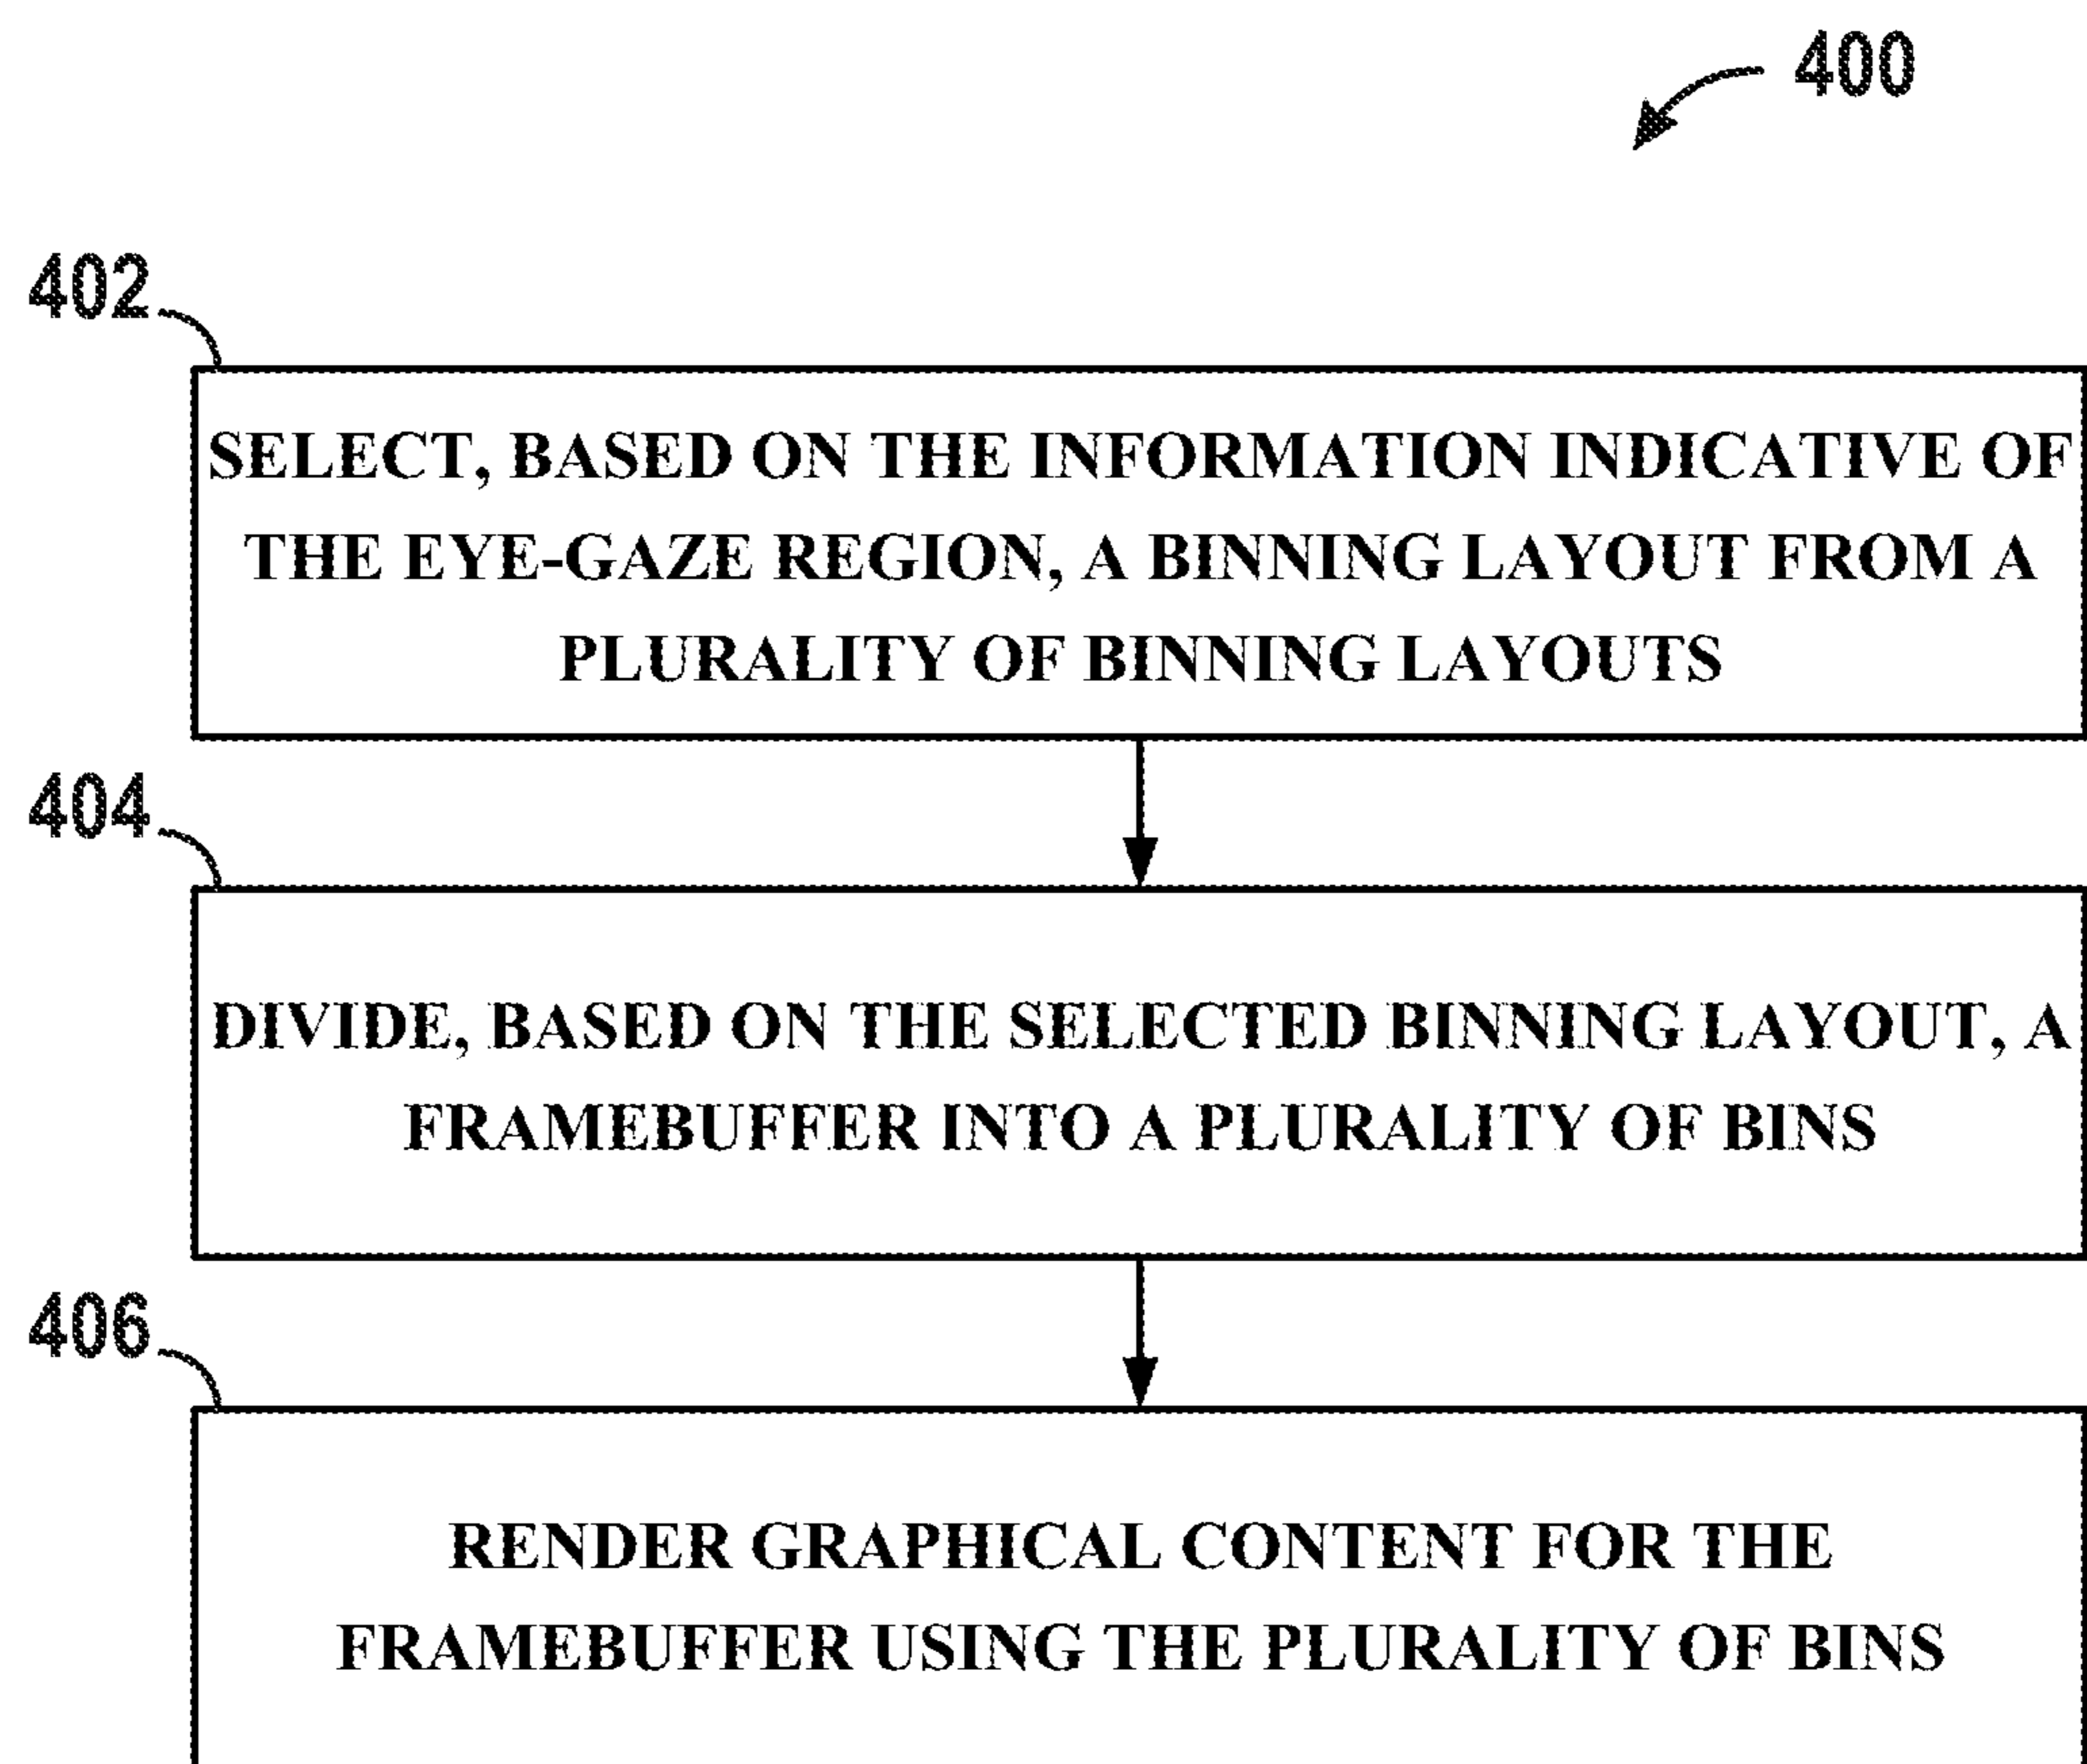 400
402
SELECT, BASED ON THE INFORMATION INDICATIVE OF
THE EYE-GAZE REGION, A BINNING LAYOUT FROM A
PLURALITY OF BINNING LAYOUTS
404
DIVIDE, BASED ON THE SELECTED BINNING LAYOUT, A
FRAMEBUFFER INTO A PLURALITY OF BINS
406
RENDER GRAPHICAL CONTENT FOR THE
FRAMEBUFFER USING THE PLURALITY OF BINS